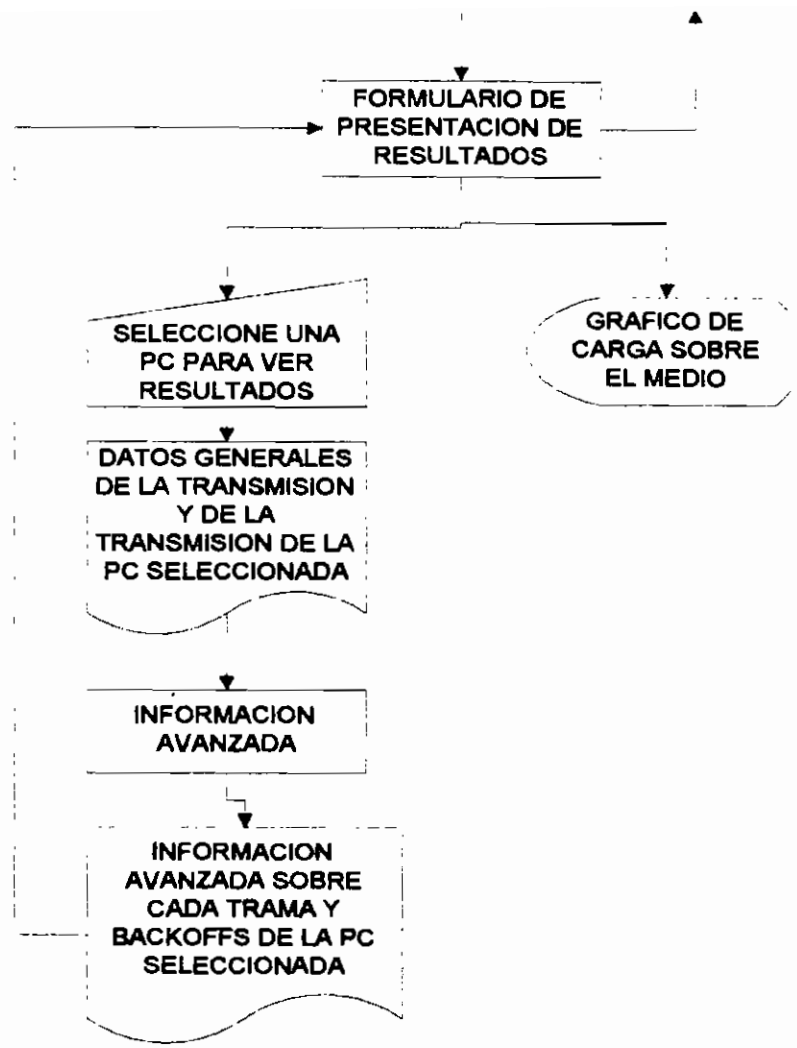 FORMULARIO DE
PRESENTACION DE
RESULTADOS
SELECCIONE UNA
PC PARA VER
RESULTADOS
GRAFICO DE
CARGA SOBRE
EL MEDIO
DATOS GENERALES
DE LA TRANSMISION
Y DE LA
TRANSMISION DE LA
PC SELECCIONADA
INFORMACION
AVANZADA
INFORMACION
AVANZADA SOBRE
CADA TRAMA Y
BACKOFFS DE LA PC
SELECCIONADA